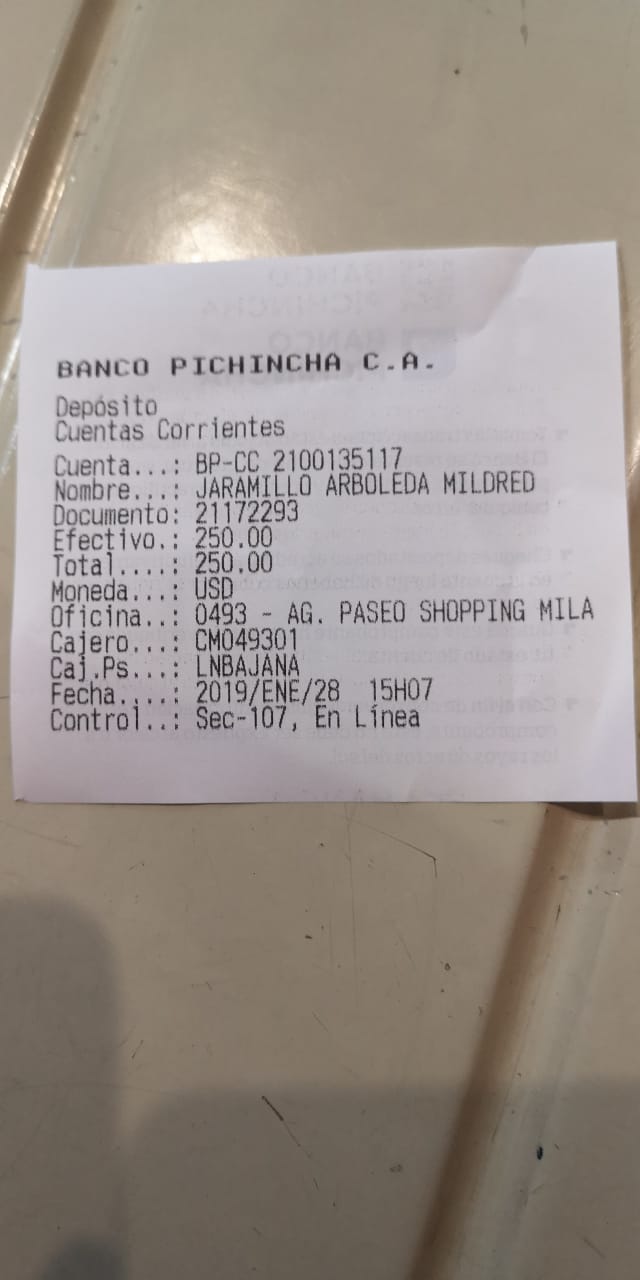 BANCO PICHINCHA C.A.
Depósito
Cuentas Corrientes
Cuenta...: BP-CC 2100135117
Nombre...: JARAMILLO ARBOLEDA MILDRED
Documento: 21172293
Efectivo.: 250.00
Total....: 250.00
Moneda...: USD
Oficina..: 0493 - AG. PASEO SHOPPING MILA
Cajero...: CM049301
Caj.Ps...: LNBAJANA
Fecha....: 2019/ENE/28 15H07
Control..: Sec-107, En Línea